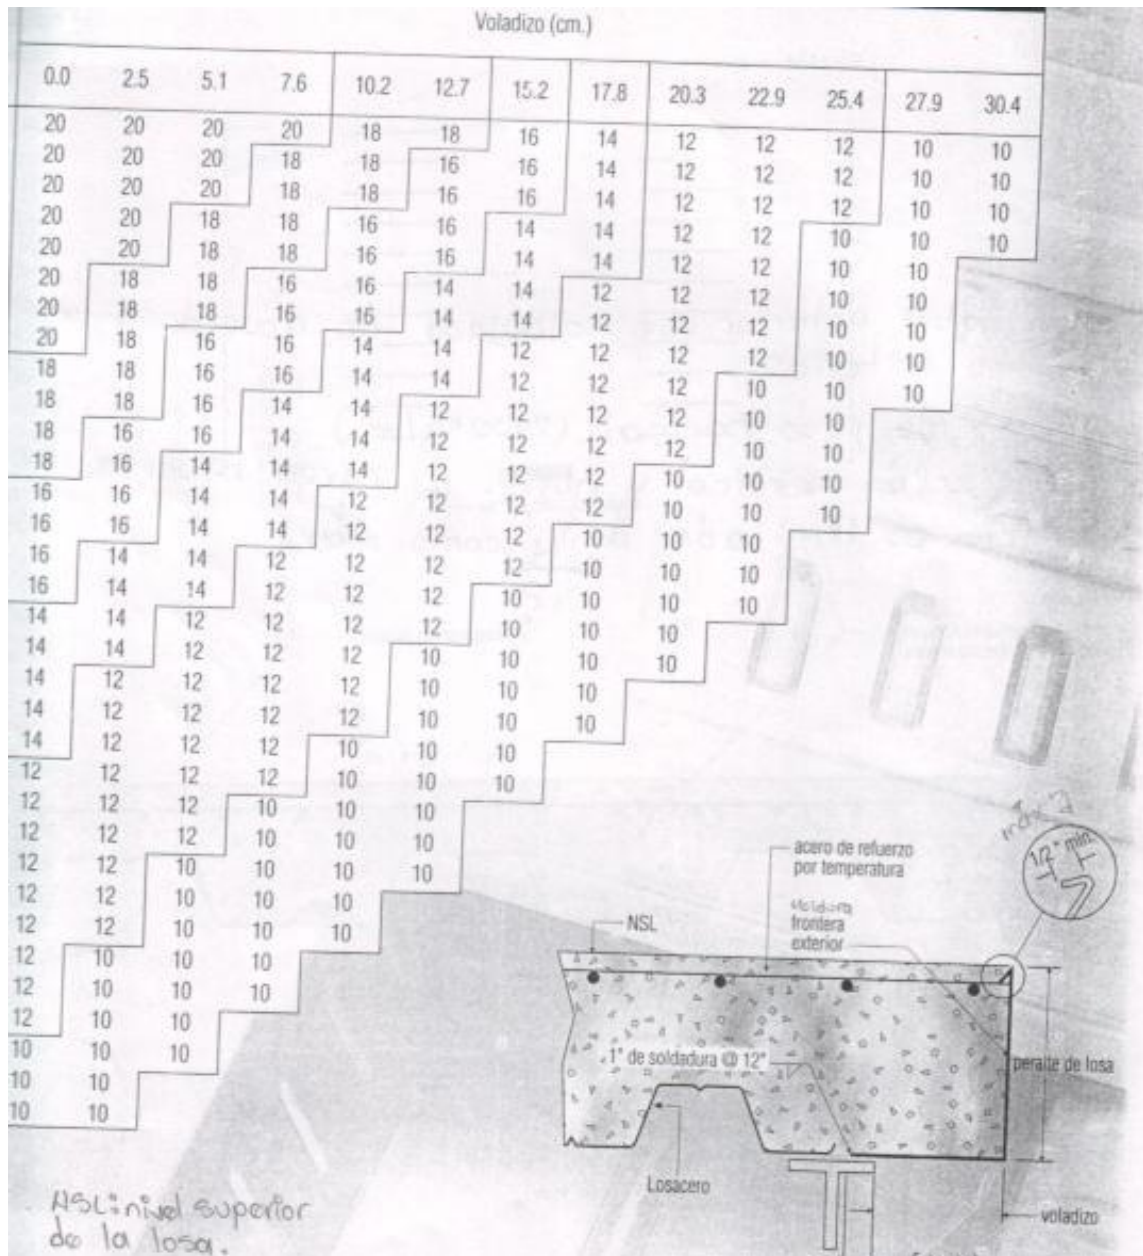 Voladizo (cm.)
0.0 2.5 5.1 7.6 10.2 12.7 15.2 17.8 20.3 22.9 25.4 27.9 30.4
20 20 20 20 18 18 16 14 12 12 12 10 10
20 20 20 18 18 16 16 14 12 12 12 10 10
20 20 20 18 18 16 16 14 12 12 12 10 10
20 20 18 18 16 16 14 14 12 12 10 10 10
20 20 18 18 16 16 14 14 12 12 10 10
20 18 18 16 16 14 14 12 12 12 10 10
20 18 18 16 16 14 14 12 12 12 10 10
20 18 16 16 14 14 12 12 12 12 10 10
18 18 16 16 14 14 12 12 12 10 10 10
18 18 16 14 14 12 12 12 12 10 10
18 16 16 14 14 12 12 12 12 10 10
18 16 14 14 14 12 12 12 10 10 10
16 16 14 14 12 12 12 12 10 10 10
16 16 14 14 12 12 12 10 10 10
16 14 14 12 12 12 12 10 10 10
16 14 14 12 12 12 10 10 10 10
14 14 12 12 12 12 10 10 10
14 14 12 12 12 10 10 10 10
14 12 12 12 12 10 10 10
14 12 12 12 12 10 10 10
14 12 12 12 10 10 10
12 12 12 12 10 10 10
12 12 12 10 10 10
12 12 12 10 10 10
12 12 10 10 10 10
12 12 10 10 10
12 12 10 10 10
12 10 10 10
12 10 10 10
12 10 10
10 10 10
10 10
10 10
1/2" min.
acero de refuerzo
por temperatura
NSL
Moldura
frontera
exterior
1" de soldadura @ 12"
peralte de losa
Losacero
voladizo
NSL: nivel superior
de la losa.